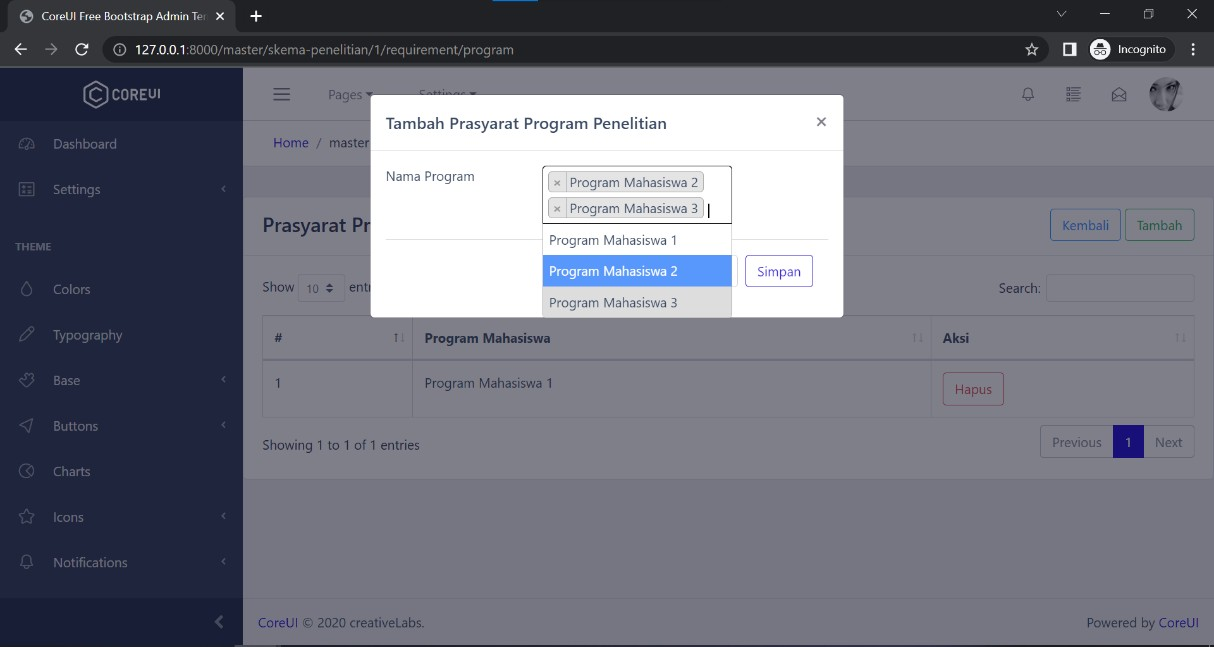 CoreUI Free Bootstrap Admin Ter
127.0.0.1:8000/master/skema-penelitian/1/requirement/program
Incognito
COREUI
Pages
Settings
Dashboard
Settings
THEME
Colors
Typography
Base
Buttons
Charts
Icons
Notifications
Home / master
Tambah Prasyarat Program Penelitian ×
Nama Program
× Program Mahasiswa 2
× Program Mahasiswa 3
Program Mahasiswa 1
Program Mahasiswa 2
Program Mahasiswa 3
Simpan
Prasyarat Pr
Kembali Tambah
Show 10 ent
Search:
# Program Mahasiswa Aksi
1 Program Mahasiswa 1 Hapus
Showing 1 to 1 of 1 entries
Previous 1 Next
CoreUI © 2020 creativeLabs.
Powered by CoreUI